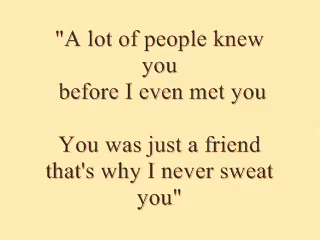 "A lot of people knew
you
before I even met you
You was just a friend
that's why I never sweat
you"